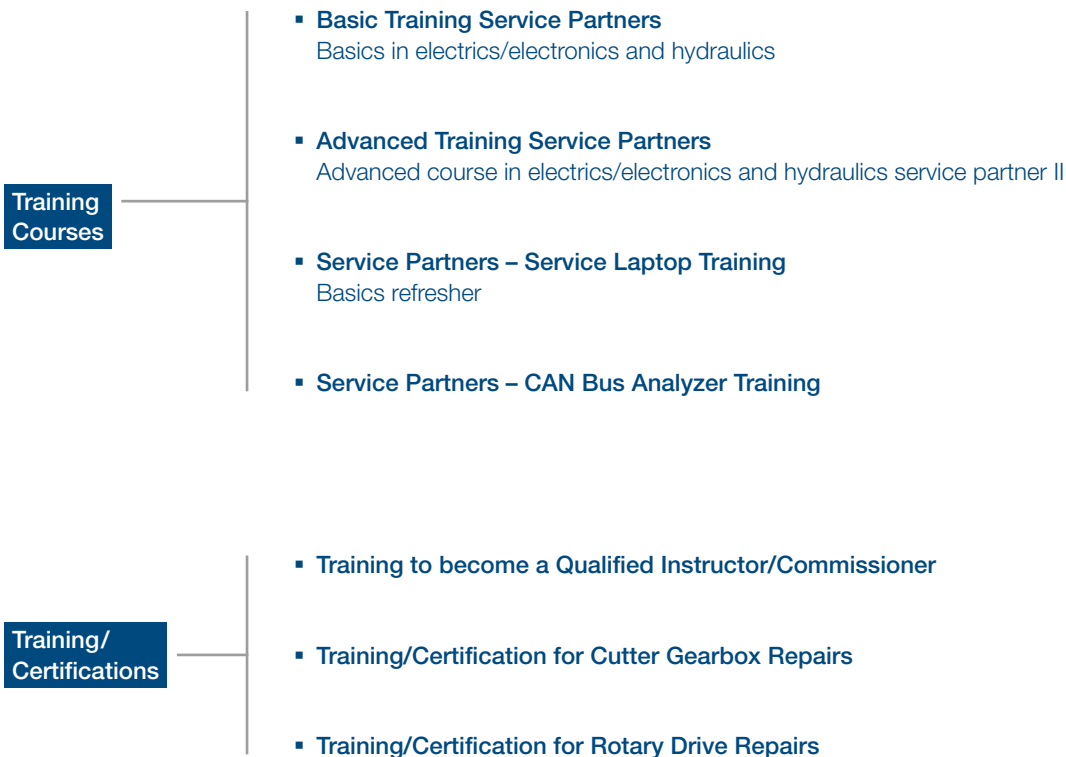 ▪ Basic Training Service Partners
Basics in electrics/electronics and hydraulics
▪ Advanced Training Service Partners
Advanced course in electrics/electronics and hydraulics service partner II
Training
Courses
▪ Service Partners – Service Laptop Training
Basics refresher
▪ Service Partners – CAN Bus Analyzer Training
▪ Training to become a Qualified Instructor/Commissioner
Training/
Certifications
▪ Training/Certification for Cutter Gearbox Repairs
▪ Training/Certification for Rotary Drive Repairs